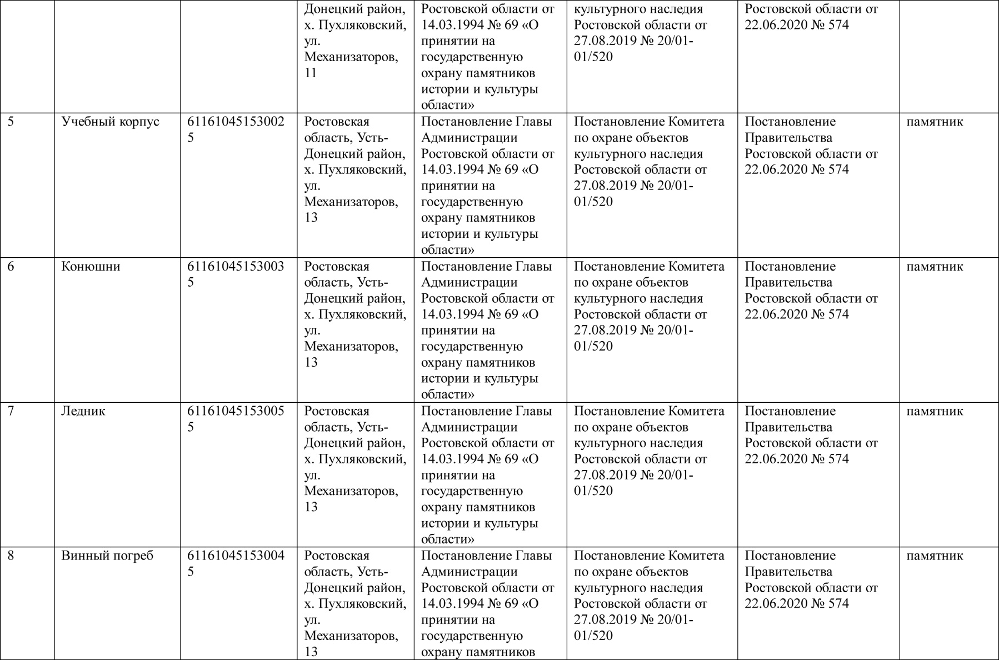 Донецкий район,
х. Пухляковский,
ул.
Механизаторов,
11
Ростовской области от
14.03.1994 № 69 «О
принятии на
государственную
охрану памятников
истории и культуры
области»
культурного наследия
Ростовской области от
27.08.2019 № 20/01-
01/520
Ростовской области от
22.06.2020 № 574
5
Учебный корпус
61161045153002
5
Ростовская
область, Усть-
Донецкий район,
х. Пухляковский,
ул.
Механизаторов,
13
Постановление Главы
Администрации
Ростовской области от
14.03.1994 № 69 «О
принятии на
государственную
охрану памятников
истории и культуры
области»
Постановление Комитета
по охране объектов
культурного наследия
Ростовской области от
27.08.2019 № 20/01-
01/520
Постановление
Правительства
Ростовской области от
22.06.2020 № 574
памятник
6
Конюшни
61161045153003
5
Ростовская
область, Усть-
Донецкий район,
х. Пухляковский,
ул.
Механизаторов,
13
Постановление Главы
Администрации
Ростовской области от
14.03.1994 № 69 «О
принятии на
государственную
охрану памятников
истории и культуры
области»
Постановление Комитета
по охране объектов
культурного наследия
Ростовской области от
27.08.2019 № 20/01-
01/520
Постановление
Правительства
Ростовской области от
22.06.2020 № 574
памятник
7
Ледник
61161045153005
5
Ростовская
область, Усть-
Донецкий район,
х. Пухляковский,
ул.
Механизаторов,
13
Постановление Главы
Администрации
Ростовской области от
14.03.1994 № 69 «О
принятии на
государственную
охрану памятников
истории и культуры
области»
Постановление Комитета
по охране объектов
культурного наследия
Ростовской области от
27.08.2019 № 20/01-
01/520
Постановление
Правительства
Ростовской области от
22.06.2020 № 574
памятник
8
Винный погреб
61161045153004
5
Ростовская
область, Усть-
Донецкий район,
х. Пухляковский,
ул.
Механизаторов,
13
Постановление Главы
Администрации
Ростовской области от
14.03.1994 № 69 «О
принятии на
государственную
охрану памятников
Постановление Комитета
по охране объектов
культурного наследия
Ростовской области от
27.08.2019 № 20/01-
01/520
Постановление
Правительства
Ростовской области от
22.06.2020 № 574
памятник